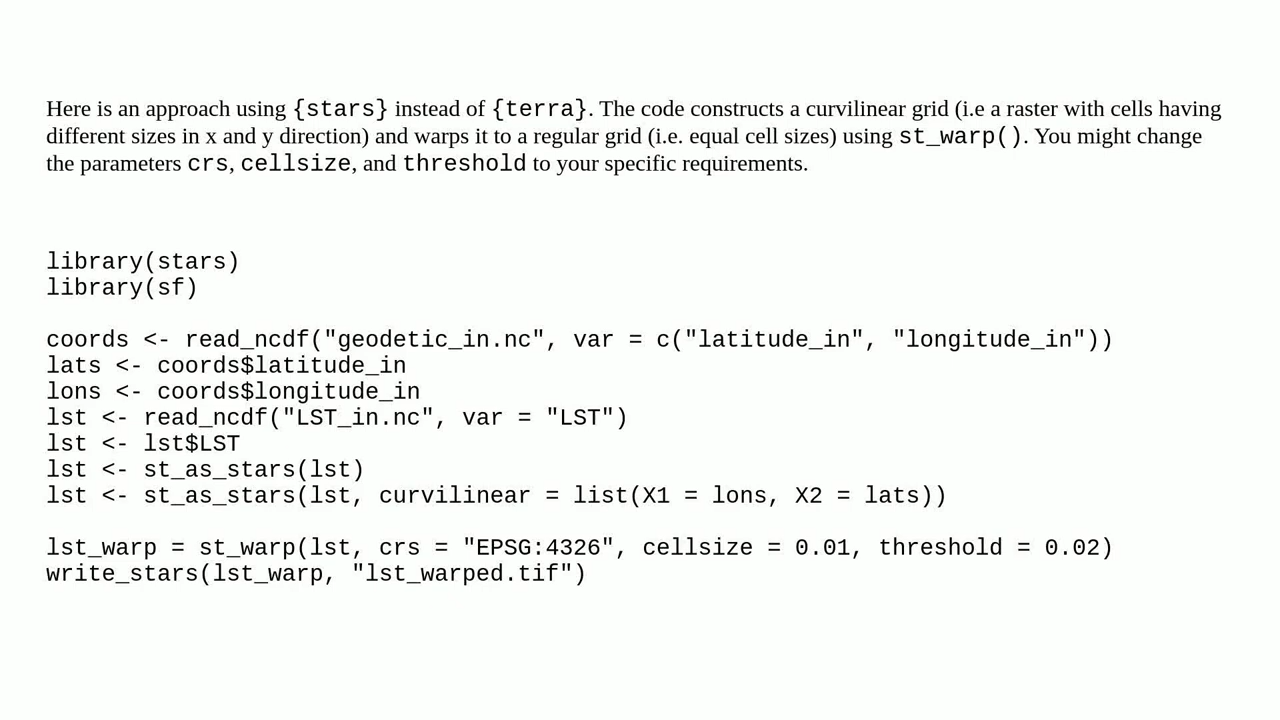 Here is an approach using {stars} instead of {terra}. The code constructs a curvilinear grid (i.e a raster with cells having
different sizes in x and y direction) and warps it to a regular grid (i.e. equal cell sizes) using st_warp(). You might change
the parameters crs, cellsize, and threshold to your specific requirements.
library(stars)
library(sf)
coords <- read_ncdf("geodetic_in.nc", var = c("latitude_in", "longitude_in"))
lats <- coords$latitude_in
lons <- coords$longitude_in
lst <- read_ncdf("LST_in.nc", var = "LST")
lst <- lst$LST
lst <- st_as_stars(lst)
lst <- st_as_stars(lst, curvilinear = list(X1 = lons, X2 = lats))
lst_warp = st_warp(lst, crs = "EPSG:4326", cellsize = 0.01, threshold = 0.02)
write_stars(lst_warp, "lst_warped.tif")